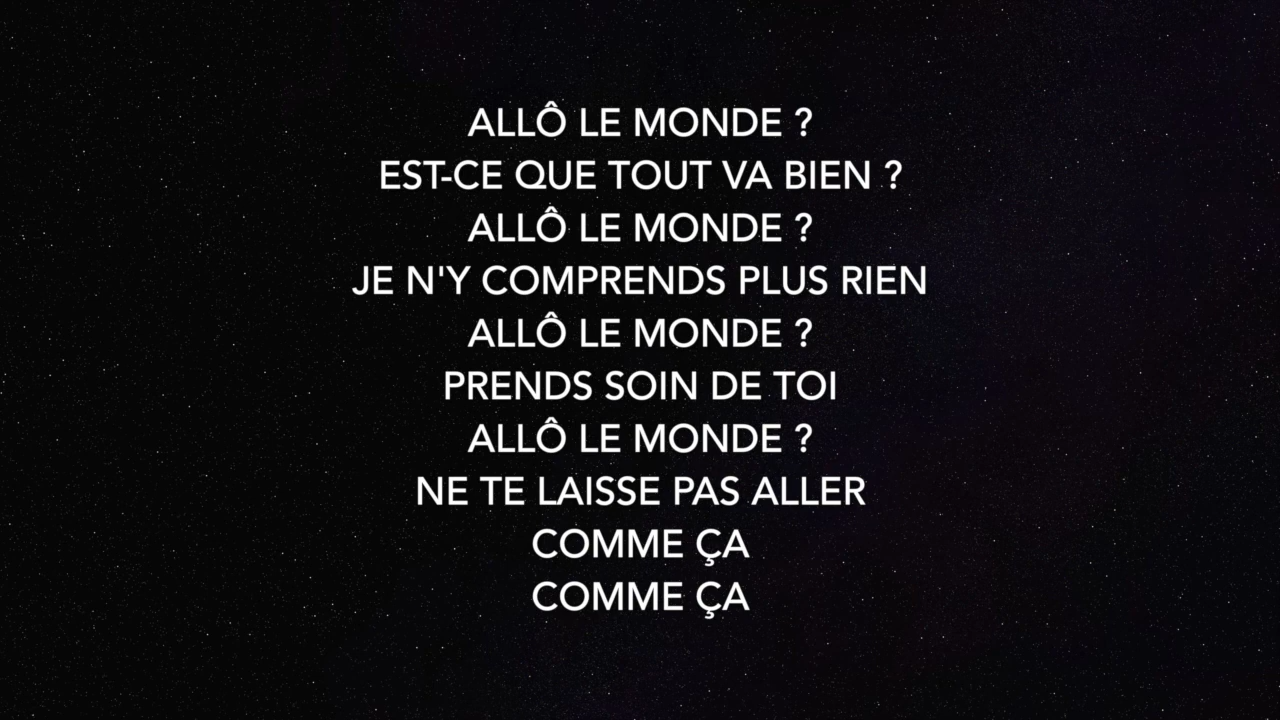 ALLÔ LE MONDE ?
EST-CE QUE TOUT VA BIEN ?
ALLÔ LE MONDE ?
JE N'Y COMPRENDS PLUS RIEN
ALLÔ LE MONDE ?
PRENDS SOIN DE TOI
ALLÔ LE MONDE ?
NE TE LAISSE PAS ALLER
COMME ÇA
COMME ÇA